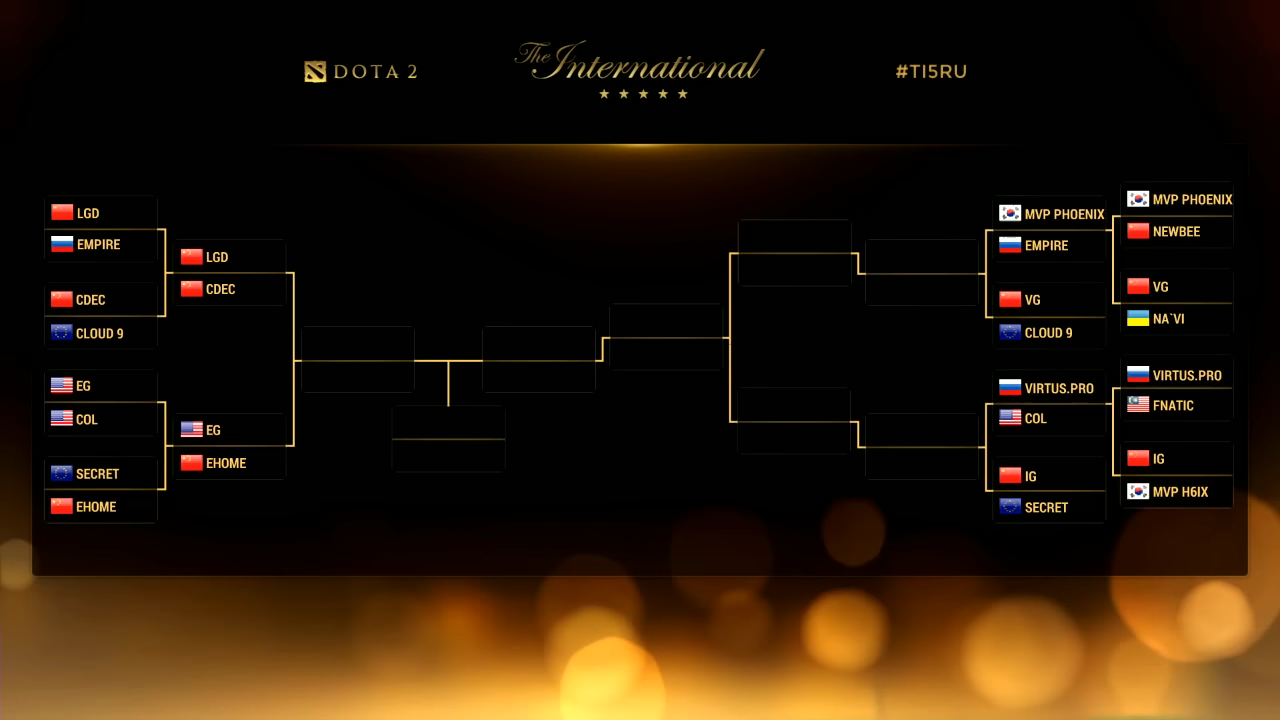 DOTA 2
The International
#TI5RU
LGD
EMPIRE
CDEC
CLOUD 9
EG
COL
SECRET
EHOME
LGD
CDEC
EG
EHOME
MVP PHOENIX
EMPIRE
VG
CLOUD 9
VIRTUS.PRO
COL
IG
SECRET
MVP PHOENIX
NEWBEE
VG
NA`VI
VIRTUS.PRO
FNATIC
IG
MVP H6IX